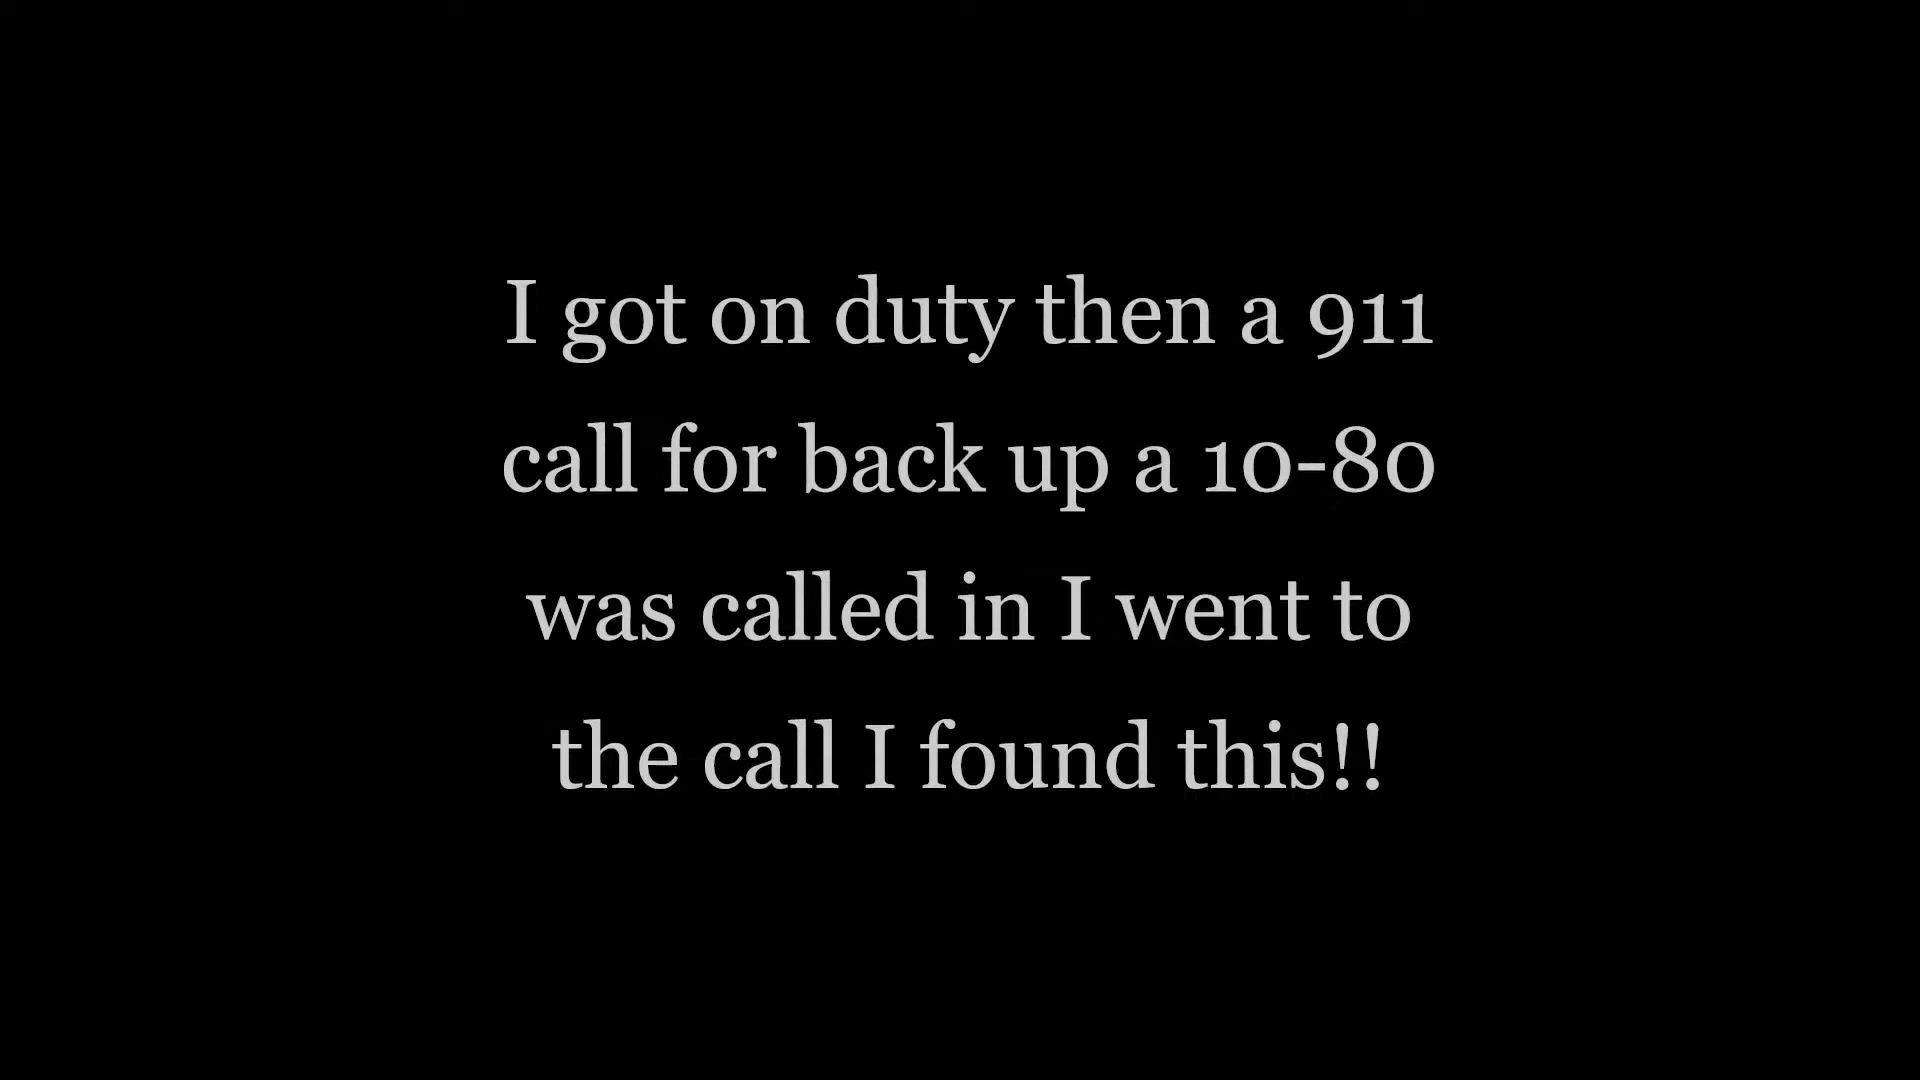 I got on duty then a 911
call for back up a 10-80
was called in I went to
the call I found this!!